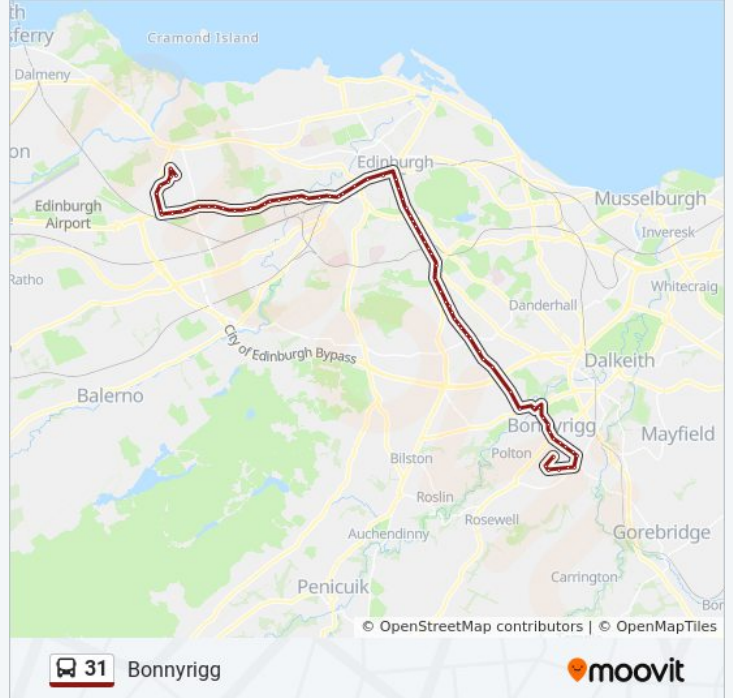 th
sferry
Cramond Island
Dalmeny
on
Edinburgh
Edinburgh
Airport
Musselburgh
Inveresk
Ratho
Whitecraig
Danderhall
City of Edinburgh Bypass
Dalkeith
Balerno
Bonnyrigg
Mayfield
Polton
Bilston
Roslin
Rosewell
Auchendinny
Gorebridge
Carrington
Penicuik
Bor
© OpenStreetMap contributors | © OpenMapTiles
31 Bonnyrigg
moovit